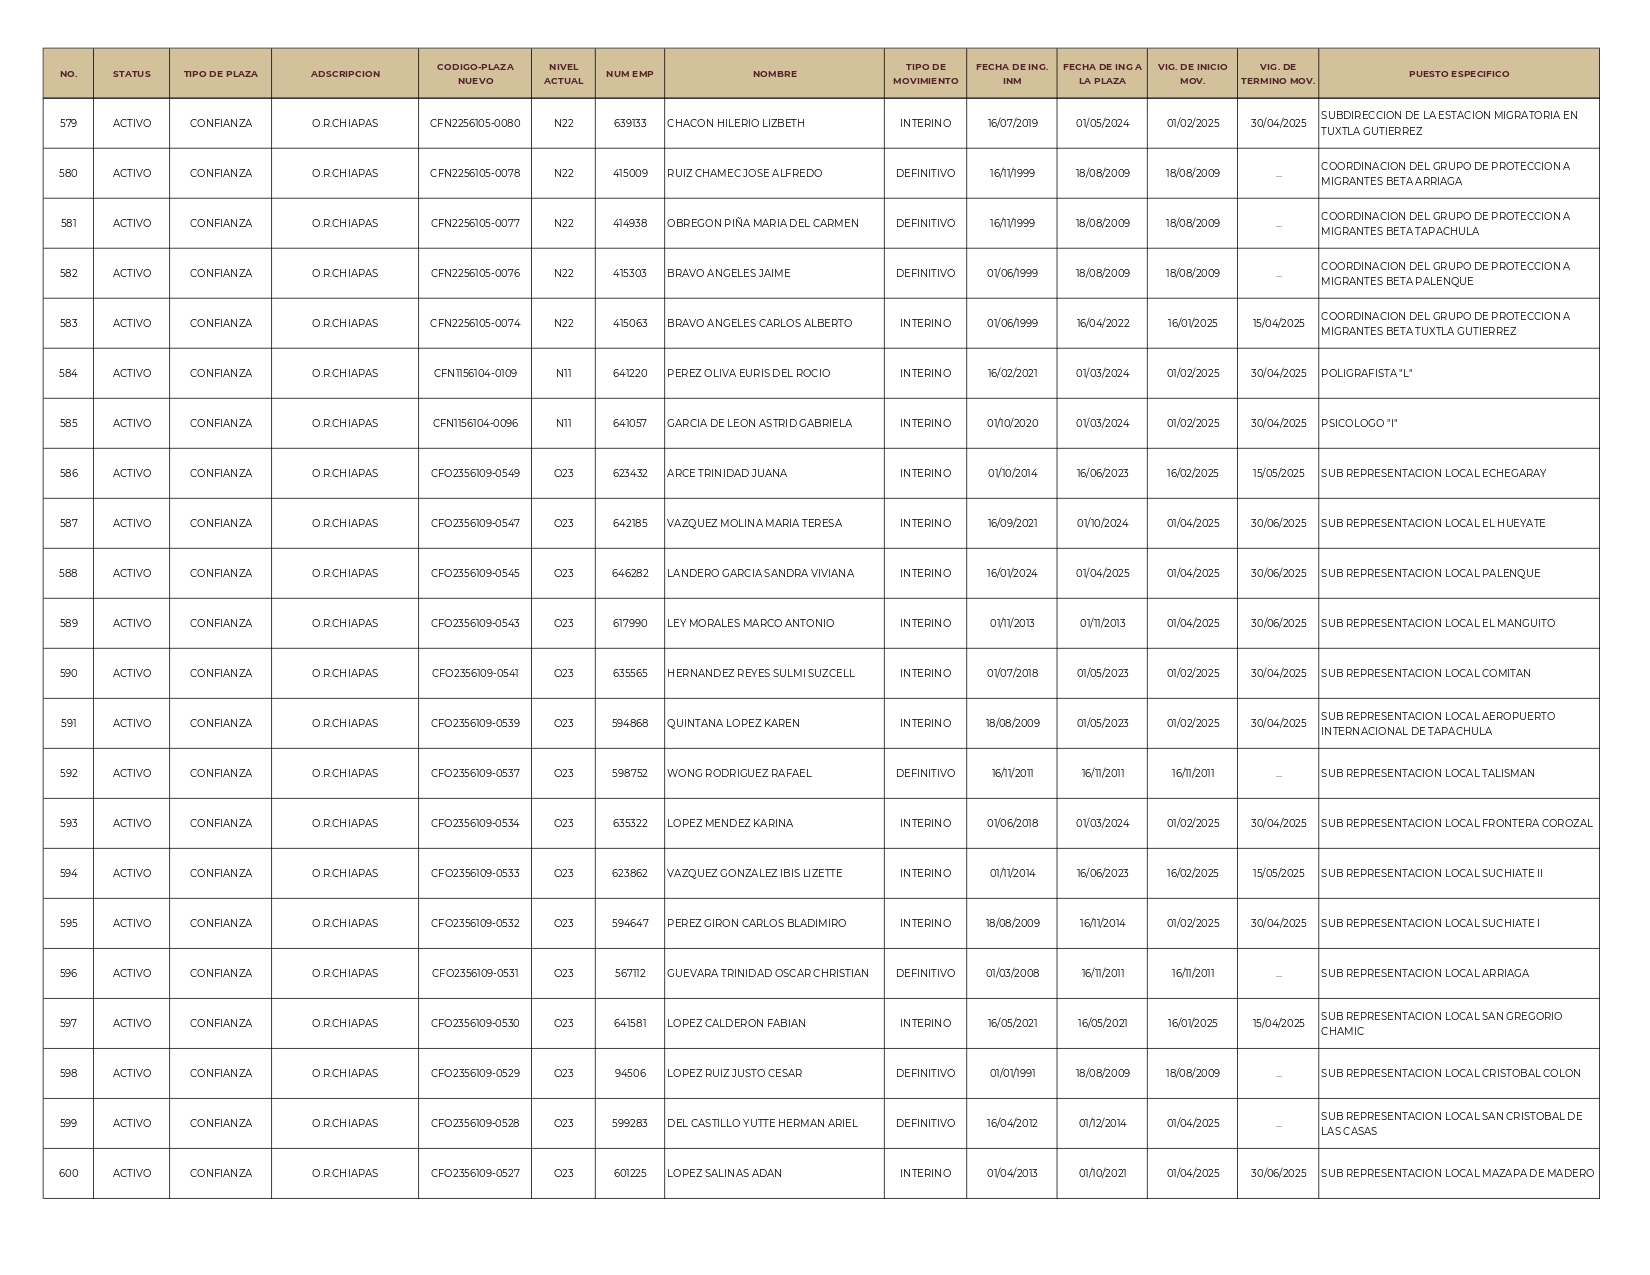 NO. STATUS TIPO DE PLAZA ADSCRIPCION CODIGO-PLAZA NUEVO NIVEL ACTUAL NUM EMP NOMBRE TIPO DE MOVIMIENTO FECHA DE ING. INM FECHA DE ING A LA PLAZA VIG. DE INICIO MOV. VIG. DE TERMINO MOV. PUESTO ESPECIFICO
579 ACTIVO CONFIANZA O.R.CHIAPAS CFN2256105-0080 N22 639133 CHACON HILERIO LIZBETH INTERINO 16/07/2019 01/05/2024 01/02/2025 30/04/2025 SUBDIRECCION DE LA ESTACION MIGRATORIA EN TUXTLA GUTIERREZ
580 ACTIVO CONFIANZA O.R.CHIAPAS CFN2256105-0078 N22 415009 RUIZ CHAMEC JOSE ALFREDO DEFINITIVO 16/11/1999 18/08/2009 18/08/2009 ... COORDINACION DEL GRUPO DE PROTECCION A MIGRANTES BETA ARRIAGA
581 ACTIVO CONFIANZA O.R.CHIAPAS CFN2256105-0077 N22 414938 OBREGON PIÑA MARIA DEL CARMEN DEFINITIVO 16/11/1999 18/08/2009 18/08/2009 ... COORDINACION DEL GRUPO DE PROTECCION A MIGRANTES BETA TAPACHULA
582 ACTIVO CONFIANZA O.R.CHIAPAS CFN2256105-0076 N22 415303 BRAVO ANGELES JAIME DEFINITIVO 01/06/1999 18/08/2009 18/08/2009 ... COORDINACION DEL GRUPO DE PROTECCION A MIGRANTES BETA PALENQUE
583 ACTIVO CONFIANZA O.R.CHIAPAS CFN2256105-0074 N22 415063 BRAVO ANGELES CARLOS ALBERTO INTERINO 01/06/1999 16/04/2022 16/01/2025 15/04/2025 COORDINACION DEL GRUPO DE PROTECCION A MIGRANTES BETA TUXTLA GUTIERREZ
584 ACTIVO CONFIANZA O.R.CHIAPAS CFN1156104-0109 N11 641220 PEREZ OLIVA EURIS DEL ROCIO INTERINO 16/02/2021 01/03/2024 01/02/2025 30/04/2025 POLIGRAFISTA "L"
585 ACTIVO CONFIANZA O.R.CHIAPAS CFN1156104-0096 N11 641057 GARCIA DE LEON ASTRID GABRIELA INTERINO 01/10/2020 01/03/2024 01/02/2025 30/04/2025 PSICOLOGO "I"
586 ACTIVO CONFIANZA O.R.CHIAPAS CFO2356109-0549 O23 623432 ARCE TRINIDAD JUANA INTERINO 01/10/2014 16/06/2023 16/02/2025 15/05/2025 SUB REPRESENTACION LOCAL ECHEGARAY
587 ACTIVO CONFIANZA O.R.CHIAPAS CFO2356109-0547 O23 642185 VAZQUEZ MOLINA MARIA TERESA INTERINO 16/09/2021 01/10/2024 01/04/2025 30/06/2025 SUB REPRESENTACION LOCAL EL HUEYATE
588 ACTIVO CONFIANZA O.R.CHIAPAS CFO2356109-0545 O23 646282 LANDERO GARCIA SANDRA VIVIANA INTERINO 16/01/2024 01/04/2025 01/04/2025 30/06/2025 SUB REPRESENTACION LOCAL PALENQUE
589 ACTIVO CONFIANZA O.R.CHIAPAS CFO2356109-0543 O23 617990 LEY MORALES MARCO ANTONIO INTERINO 01/11/2013 01/11/2013 01/04/2025 30/06/2025 SUB REPRESENTACION LOCAL EL MANGUITO
590 ACTIVO CONFIANZA O.R.CHIAPAS CFO2356109-0541 O23 635565 HERNANDEZ REYES SULMI SUZCELL INTERINO 01/07/2018 01/05/2023 01/02/2025 30/04/2025 SUB REPRESENTACION LOCAL COMITAN
591 ACTIVO CONFIANZA O.R.CHIAPAS CFO2356109-0539 O23 594868 QUINTANA LOPEZ KAREN INTERINO 18/08/2009 01/05/2023 01/02/2025 30/04/2025 SUB REPRESENTACION LOCAL AEROPUERTO INTERNACIONAL DE TAPACHULA
592 ACTIVO CONFIANZA O.R.CHIAPAS CFO2356109-0537 O23 598752 WONG RODRIGUEZ RAFAEL DEFINITIVO 16/11/2011 16/11/2011 16/11/2011 ... SUB REPRESENTACION LOCAL TALISMAN
593 ACTIVO CONFIANZA O.R.CHIAPAS CFO2356109-0534 O23 635322 LOPEZ MENDEZ KARINA INTERINO 01/06/2018 01/03/2024 01/02/2025 30/04/2025 SUB REPRESENTACION LOCAL FRONTERA COROZAL
594 ACTIVO CONFIANZA O.R.CHIAPAS CFO2356109-0533 O23 623862 VAZQUEZ GONZALEZ IBIS LIZETTE INTERINO 01/11/2014 16/06/2023 16/02/2025 15/05/2025 SUB REPRESENTACION LOCAL SUCHIATE II
595 ACTIVO CONFIANZA O.R.CHIAPAS CFO2356109-0532 O23 594647 PEREZ GIRON CARLOS BLADIMIRO INTERINO 18/08/2009 16/11/2014 01/02/2025 30/04/2025 SUB REPRESENTACION LOCAL SUCHIATE I
596 ACTIVO CONFIANZA O.R.CHIAPAS CFO2356109-0531 O23 567112 GUEVARA TRINIDAD OSCAR CHRISTIAN DEFINITIVO 01/03/2008 16/11/2011 16/11/2011 ... SUB REPRESENTACION LOCAL ARRIAGA
597 ACTIVO CONFIANZA O.R.CHIAPAS CFO2356109-0530 O23 641581 LOPEZ CALDERON FABIAN INTERINO 16/05/2021 16/05/2021 16/01/2025 15/04/2025 SUB REPRESENTACION LOCAL SAN GREGORIO CHAMIC
598 ACTIVO CONFIANZA O.R.CHIAPAS CFO2356109-0529 O23 94506 LOPEZ RUIZ JUSTO CESAR DEFINITIVO 01/01/1991 18/08/2009 18/08/2009 ... SUB REPRESENTACION LOCAL CRISTOBAL COLON
599 ACTIVO CONFIANZA O.R.CHIAPAS CFO2356109-0528 O23 599283 DEL CASTILLO YUTTE HERMAN ARIEL DEFINITIVO 16/04/2012 01/12/2014 01/04/2025 ... SUB REPRESENTACION LOCAL SAN CRISTOBAL DE LAS CASAS
600 ACTIVO CONFIANZA O.R.CHIAPAS CFO2356109-0527 O23 601225 LOPEZ SALINAS ADAN INTERINO 01/04/2013 01/10/2021 01/04/2025 30/06/2025 SUB REPRESENTACION LOCAL MAZAPA DE MADERO